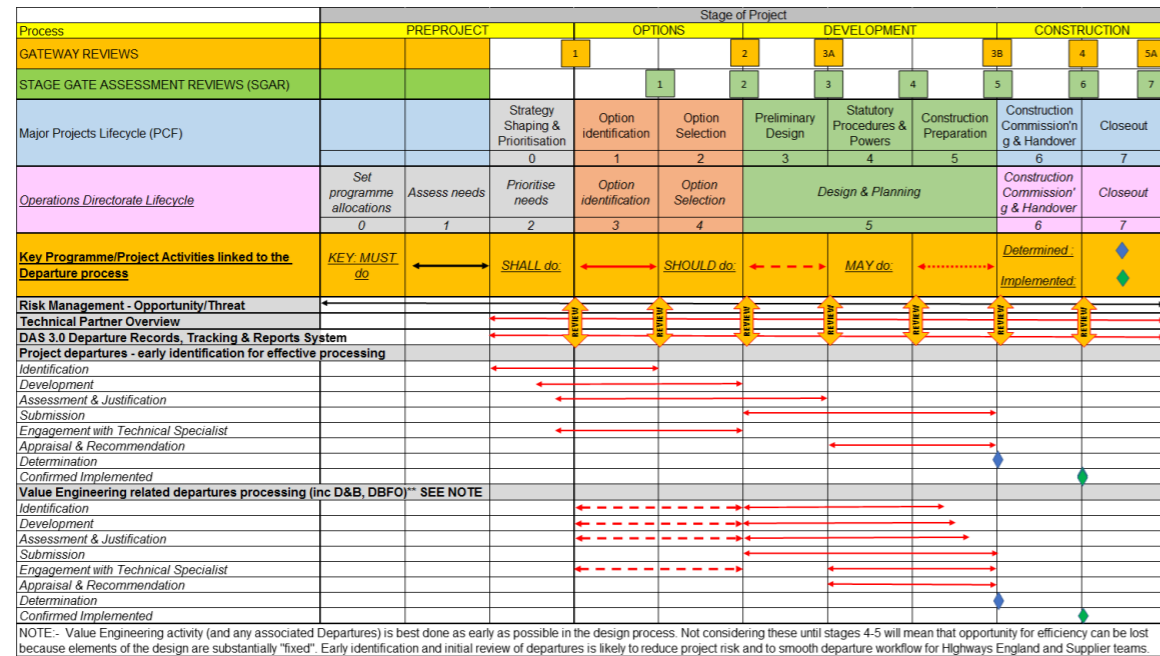 Stage of Project
Process PREPROJECT OPTIONS DEVELOPMENT CONSTRUCTION
GATEWAY REVIEWS 1 2 3A 3B 4 5A
STAGE GATE ASSESSMENT REVIEWS (SGAR) 1 2 3 4 5 6 7
Major Projects Lifecycle (PCF)
Strategy
Shaping &
Prioritisation
0
Option
identification
1
Option
Selection
2
Preliminary
Design
3
Statutory
Procedures &
Powers
4
Construction
Preparation
5
Construction
Commission'n
g & Handover
6
Closeout
7
Operations Directorate Lifecycle
Set
programme
allocations
0
Assess needs
1
Prioritise
needs
2
Option
identification
3
Option
Selection
4
Design & Planning
5
Construction
Commission'
g & Handover
6
Closeout
7
Key Programme/Project Activities linked to the
Departure process
KEY: MUST
do
SHALL do:
SHOULD do:
MAY do:
Determined :
Implemented:
Risk Management - Opportunity/Threat
Technical Partner Overview
DAS 3.0 Departure Records, Tracking & Reports System
REVIEW
REVIEW
REVIEW
REVIEW
REVIEW
REVIEW
REVIEW
Project departures - early identification for effective processing
Identification
Development
Assessment & Justification
Submission
Engagement with Technical Specialist
Appraisal & Recommendation
Determination
Confirmed Implemented
Value Engineering related departures processing (inc D&B, DBFO)** SEE NOTE
Identification
Development
Assessment & Justification
Submission
Engagement with Technical Specialist
Appraisal & Recommendation
Determination
Confirmed Implemented
NOTE:- Value Engineering activity (and any associated Departures) is best done as early as possible in the design process. Not considering these until stages 4-5 will mean that opportunity for efficiency can be lost
because elements of the design are substantially "fixed". Early identification and initial review of departures is likely to reduce project risk and to smooth departure workflow for HIghways England and Supplier teams.